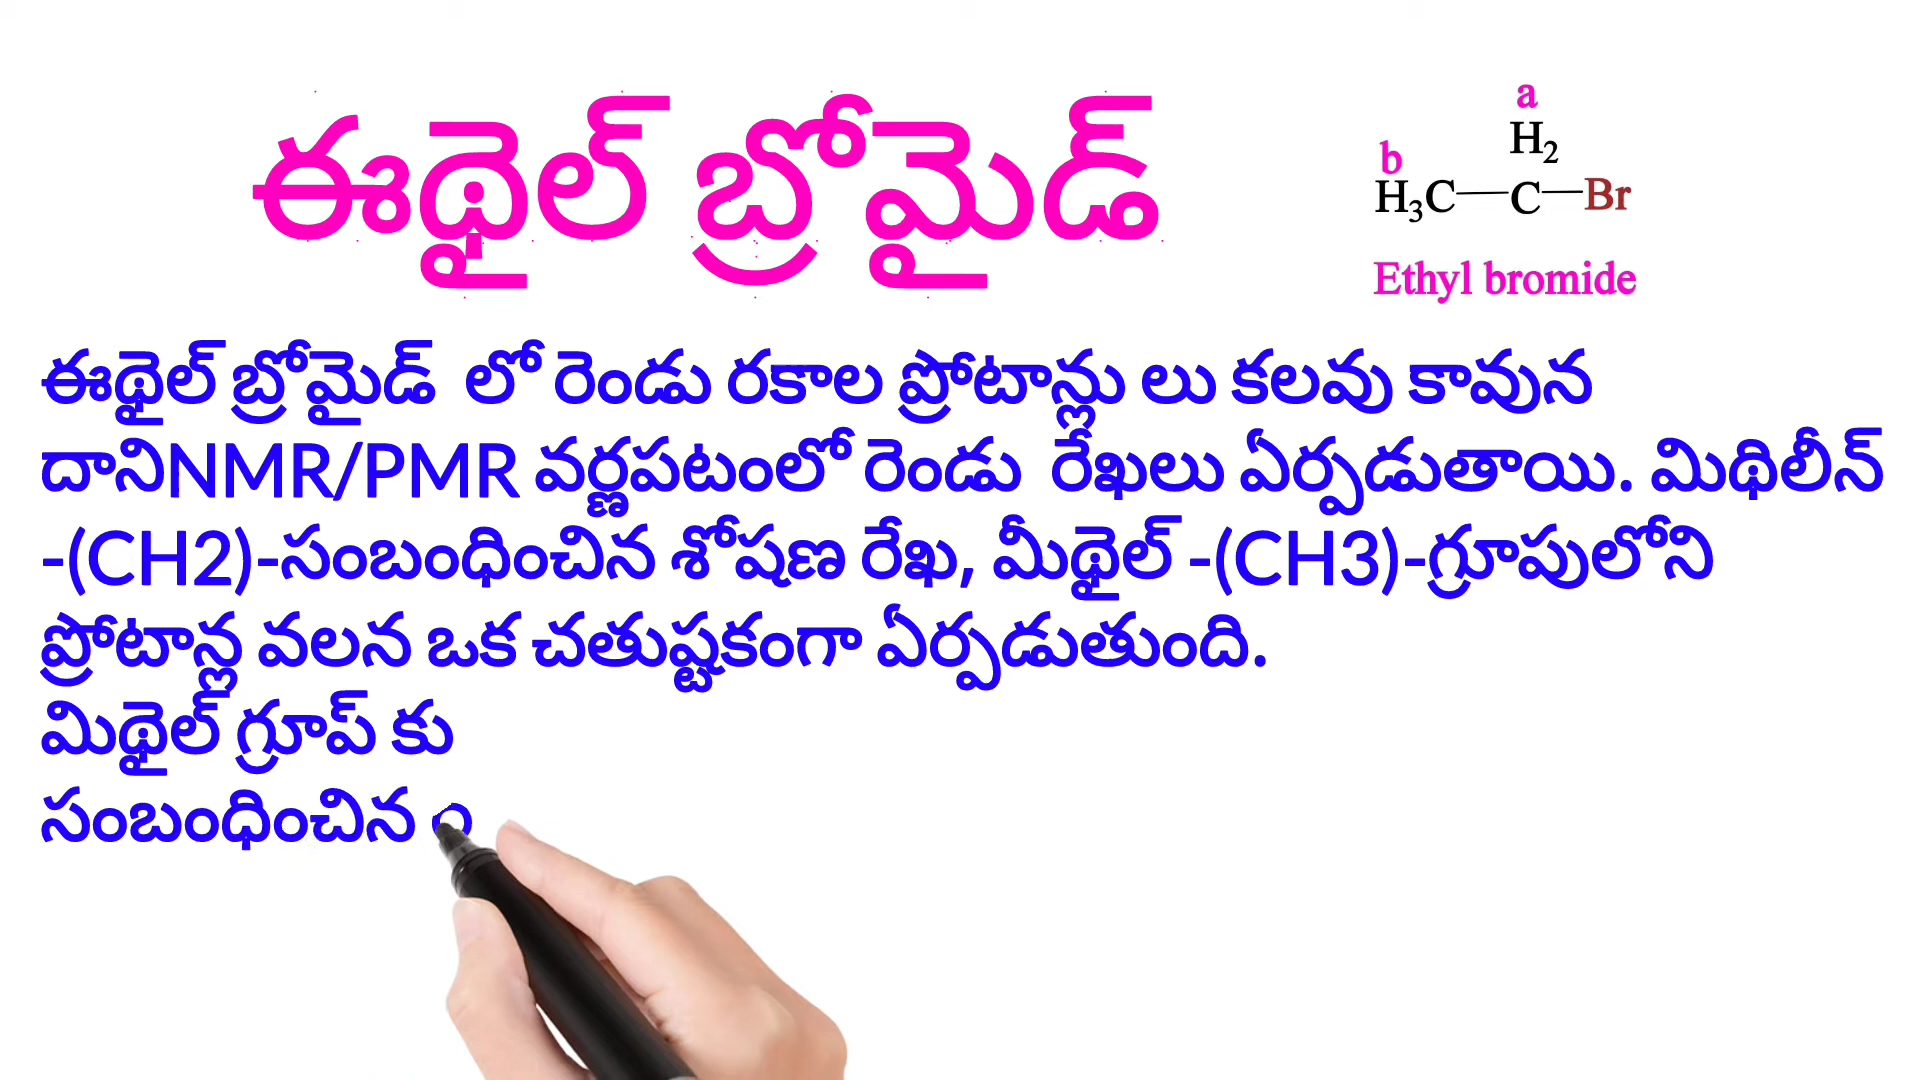 ఈథైల్ బ్రోమైడ్
a
H2
b
H3C—C—Br
Ethyl bromide
ఈథైల్ బ్రోమైడ్ లో రెండు రకాల ప్రోటాన్లు లు కలవు కావున
దానిNMR/PMR వర్ణపటంలో రెండు రేఖలు ఏర్పడుతాయి. మిథిలీన్
-(CH2)-సంబంధించిన శోషణ రేఖ, మీథైల్ -(CH3)-గ్రూపులోని
ప్రోటాన్ల వలన ఒక చతుష్టకంగా ఏర్పడుతుంది.
మిథైల్ గ్రూప్ కు
సంబంధించిన